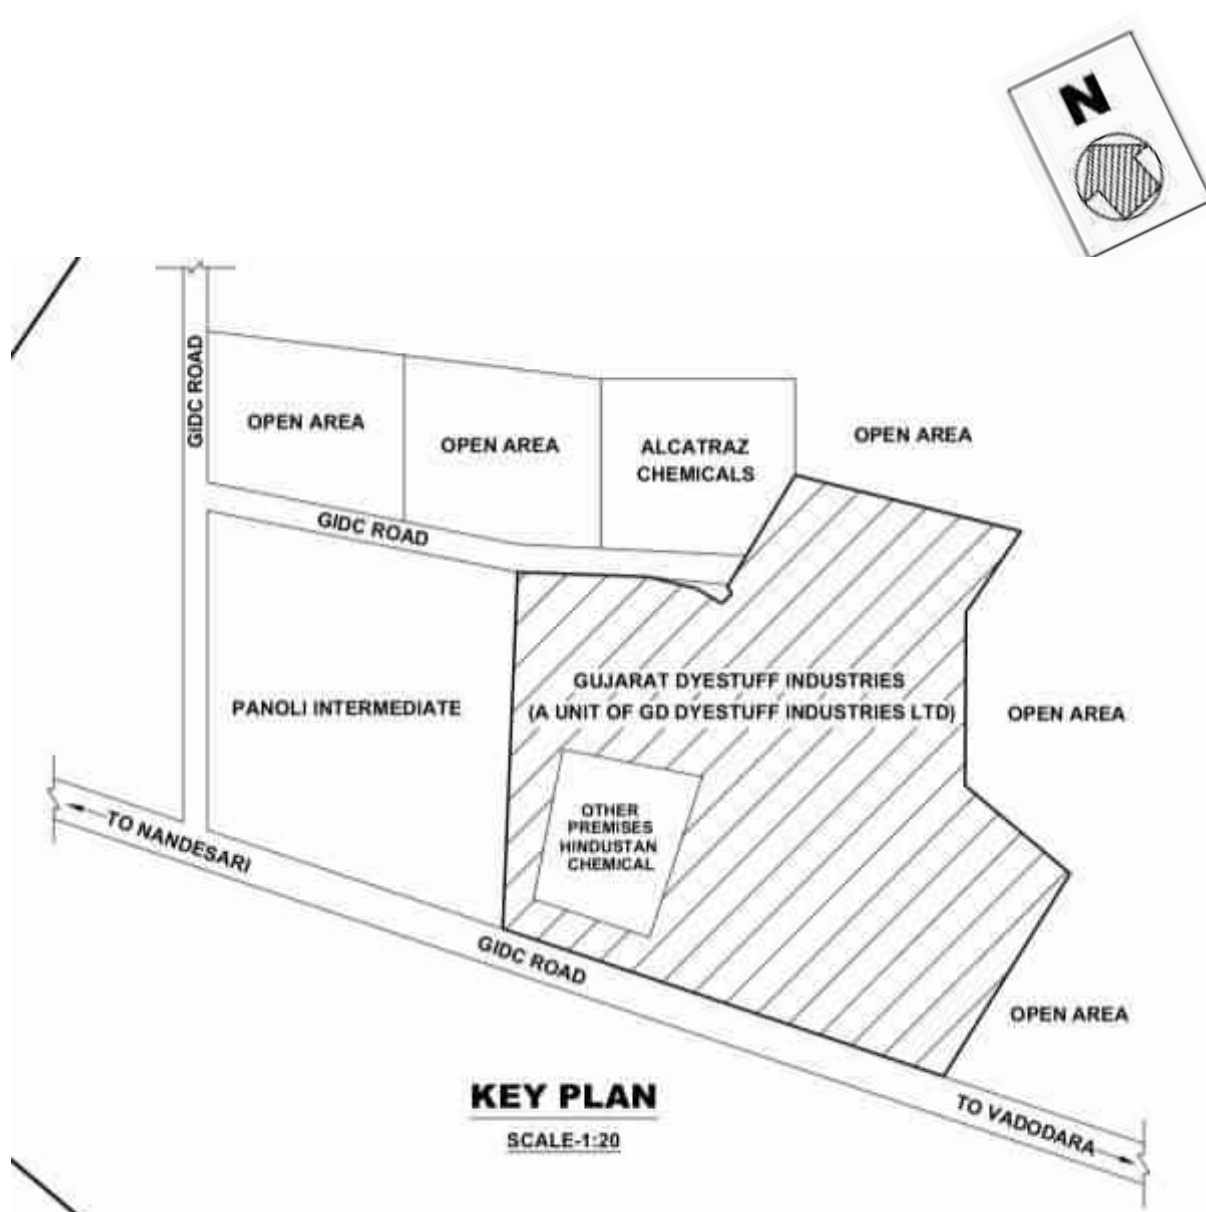 N
GIDC ROAD
OPEN AREA
OPEN AREA
ALCATRAZ
CHEMICALS
OPEN AREA
GIDC ROAD
PANOLI INTERMEDIATE
GUJARAT DYESTUFF INDUSTRIES
(A UNIT OF GD DYESTUFF INDUSTRIES LTD)
OPEN AREA
OTHER
PREMISES
HINDUSTAN
CHEMICAL
TO NANDESARI
GIDC ROAD
OPEN AREA
TO VADODARA
KEY PLAN
SCALE-1:20